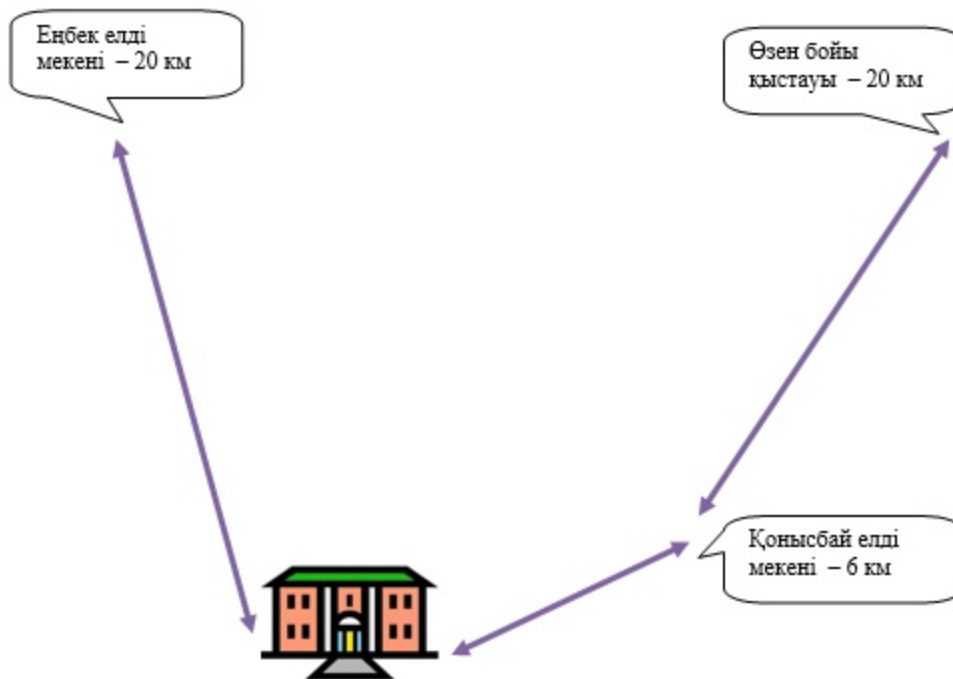 Еңбек елді
мекені – 20 км
Өзен бойы
қыстауы – 20 км
Қонысбай елді
мекені – 6 км